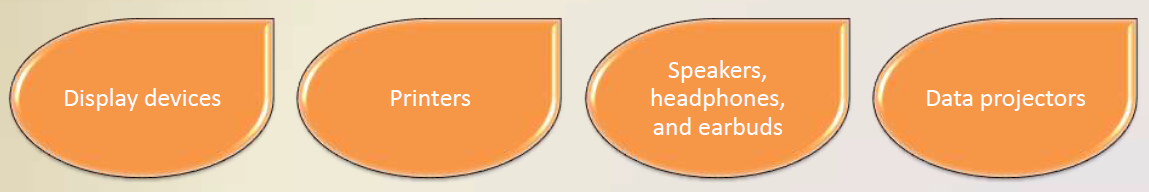 Display devices
Printers
Speakers,
headphones,
and earbuds
Data projectors